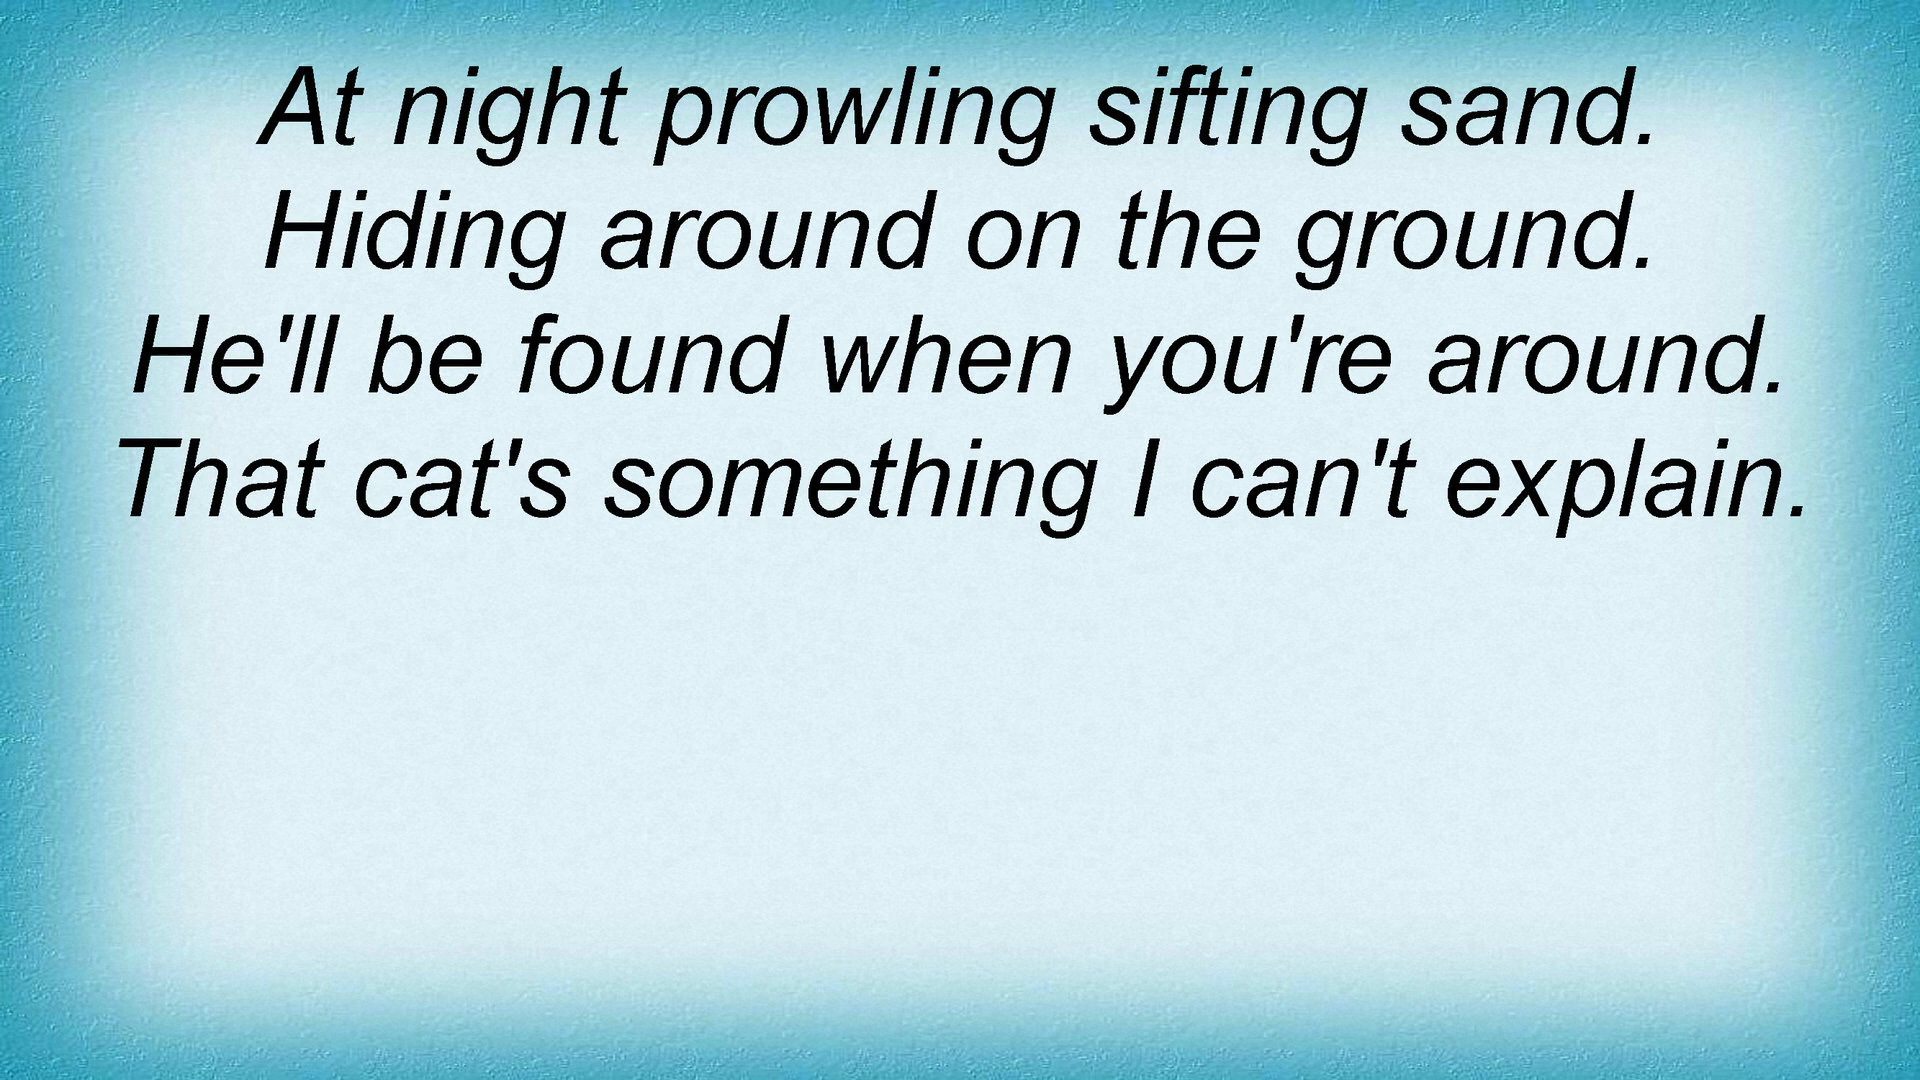 At night prowling sifting sand.
Hiding around on the ground.
He'll be found when you're around.
That cat's something I can't explain.